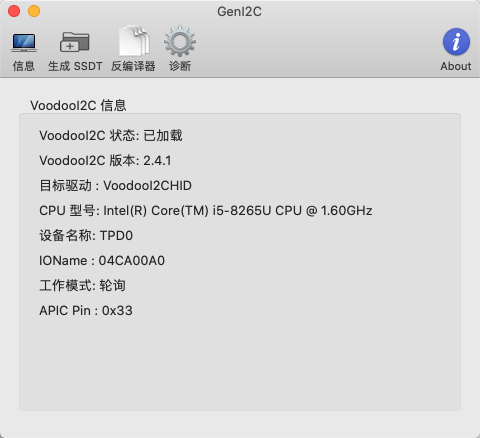 GenI2C
信息
生成 SSDT
反编译器
诊断
About
VoodooI2C 信息
VoodooI2C 状态: 已加载
VoodooI2C 版本: 2.4.1
目标驱动 : VoodooI2CHID
CPU 型号: Intel(R) Core(TM) i5-8265U CPU @ 1.60GHz
设备名称: TPD0
IOName : 04CA00A0
工作模式: 轮询
APIC Pin : 0x33